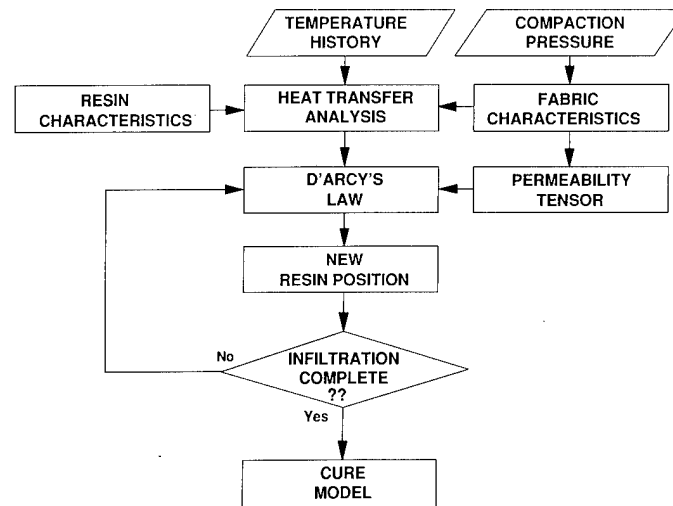 TEMPERATURE
HISTORY
COMPACTION
PRESSURE
RESIN
CHARACTERISTICS
HEAT TRANSFER
ANALYSIS
FABRIC
CHARACTERISTICS
D'ARCY'S
LAW
PERMEABILITY
TENSOR
NEW
RESIN POSITION
No
INFILTRATION
COMPLETE
??
Yes
CURE
MODEL